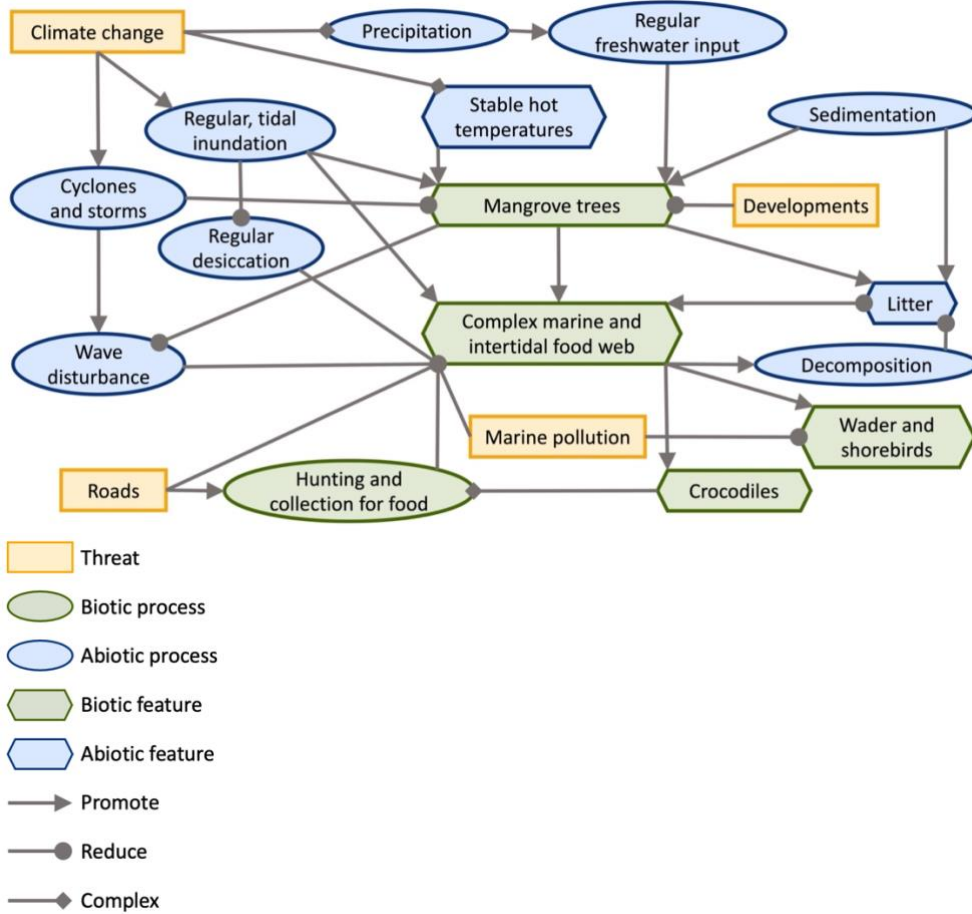 Climate change
Precipitation
Regular
freshwater input
Stable hot
temperatures
Regular, tidal
inundation
Sedimentation
Cyclones
and storms
Mangrove trees
Developments
Regular
desiccation
Litter
Complex marine and
intertidal food web
Wave
disturbance
Decomposition
Marine pollution
Wader and
shorebirds
Roads
Hunting and
collection for food
Crocodiles
Threat
Biotic process
Abiotic process
Biotic feature
Abiotic feature
Promote
Reduce
Complex